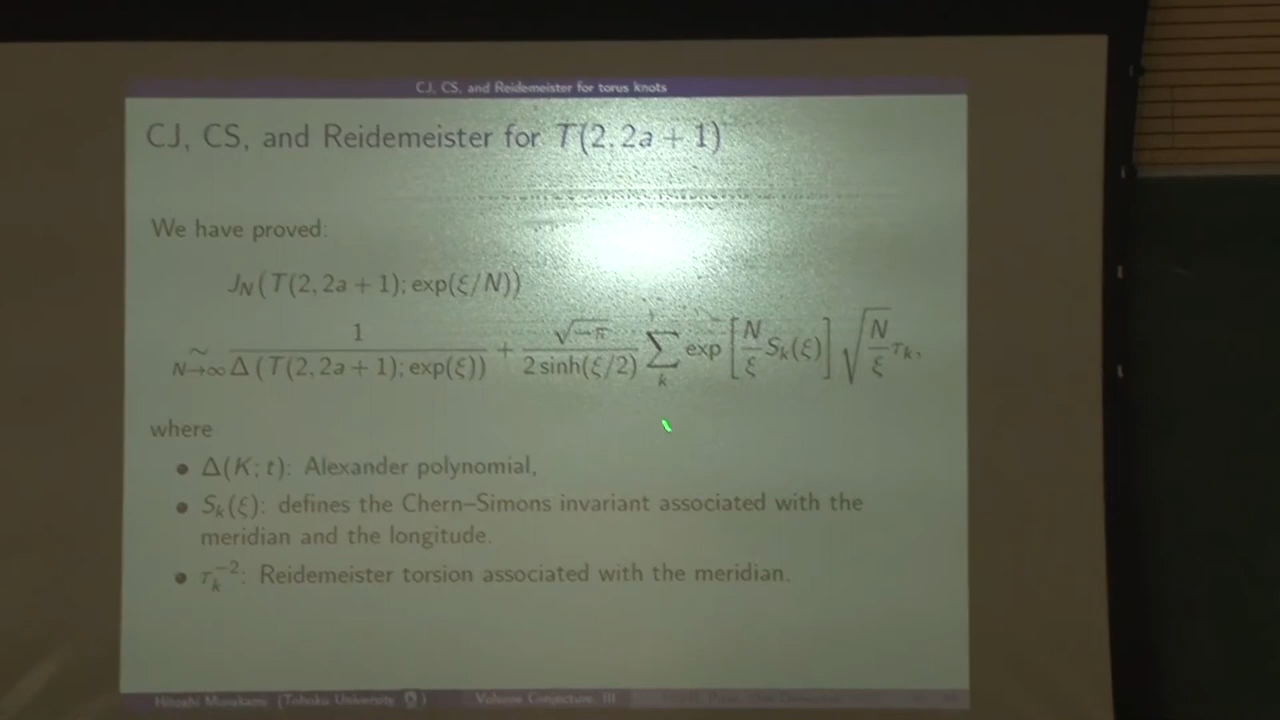 CJ, CS, and Reidemeister for torus knots
CJ, CS, and Reidemeister for T(2, 2a + 1)
We have proved:
J_N(T(2, 2a + 1); exp(ξ/N))
∼_{N→∞} 1/Δ(T(2, 2a + 1); exp(ξ)) + √−π/(2 sinh(ξ/2)) ∑_k exp[N/ξ S_k(ξ)] √(N/ξ) τ_k,
where
• Δ(K; t): Alexander polynomial,
• S_k(ξ): defines the Chern–Simons invariant associated with the
meridian and the longitude.
• τ_k^{−2}: Reidemeister torsion associated with the meridian.
Hitoshi Murakami (Tohoku University) Volume Conjecture, III